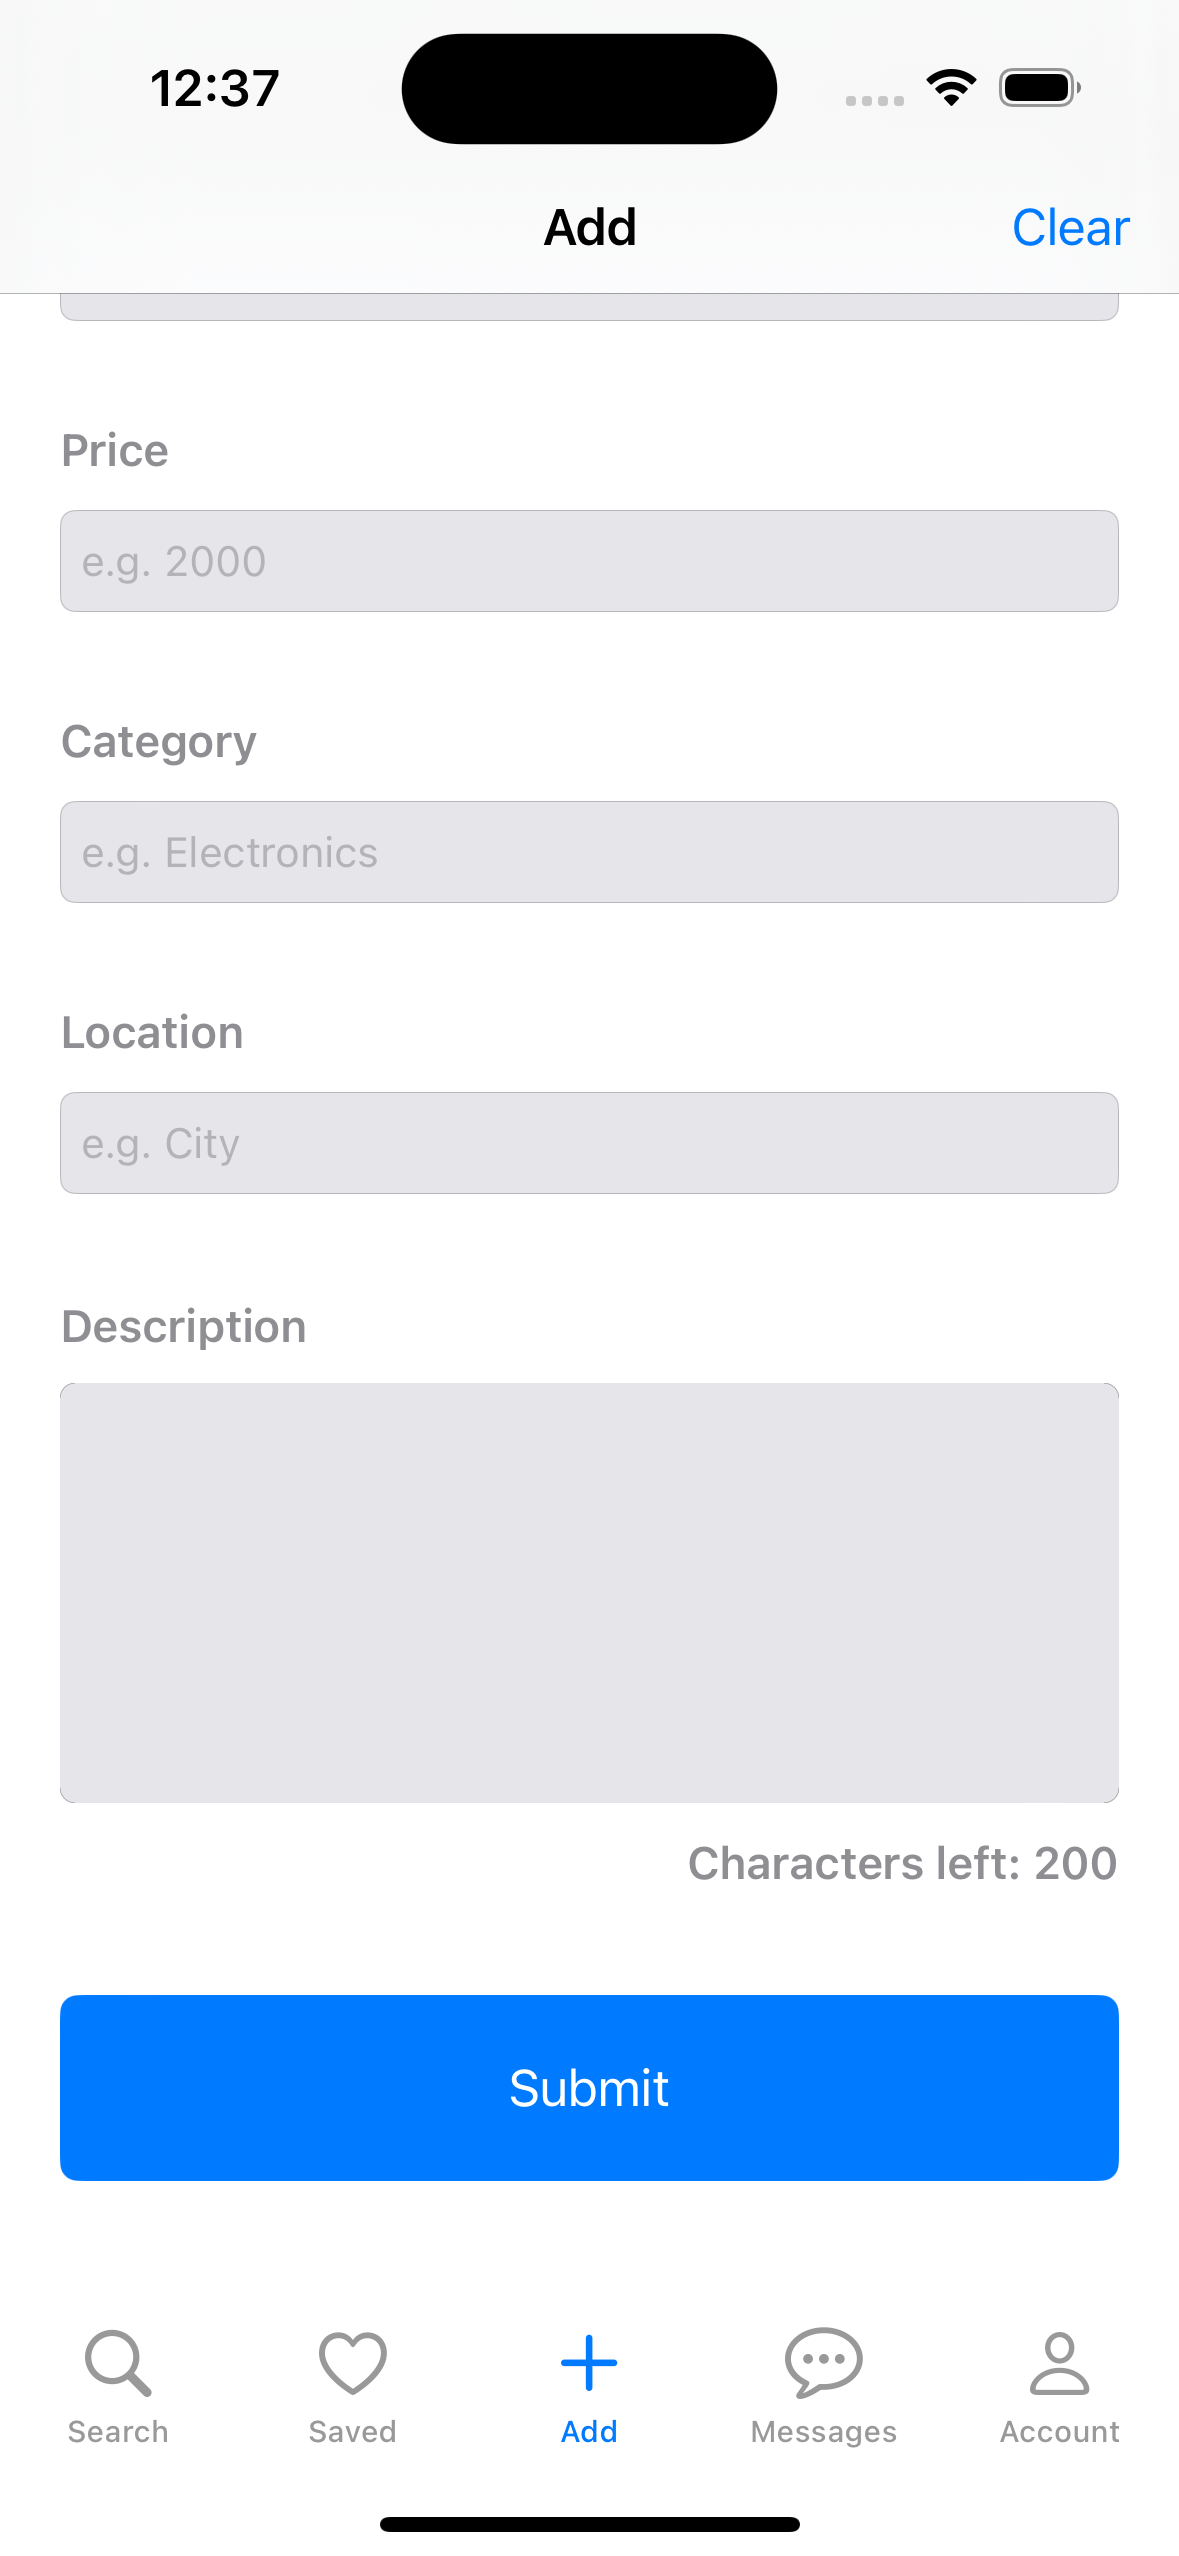 12:37
Add
Clear
Price
e.g. 2000
Category
e.g. Electronics
Location
e.g. City
Description
Characters left: 200
Submit
Search
Saved
Add
Messages
Account